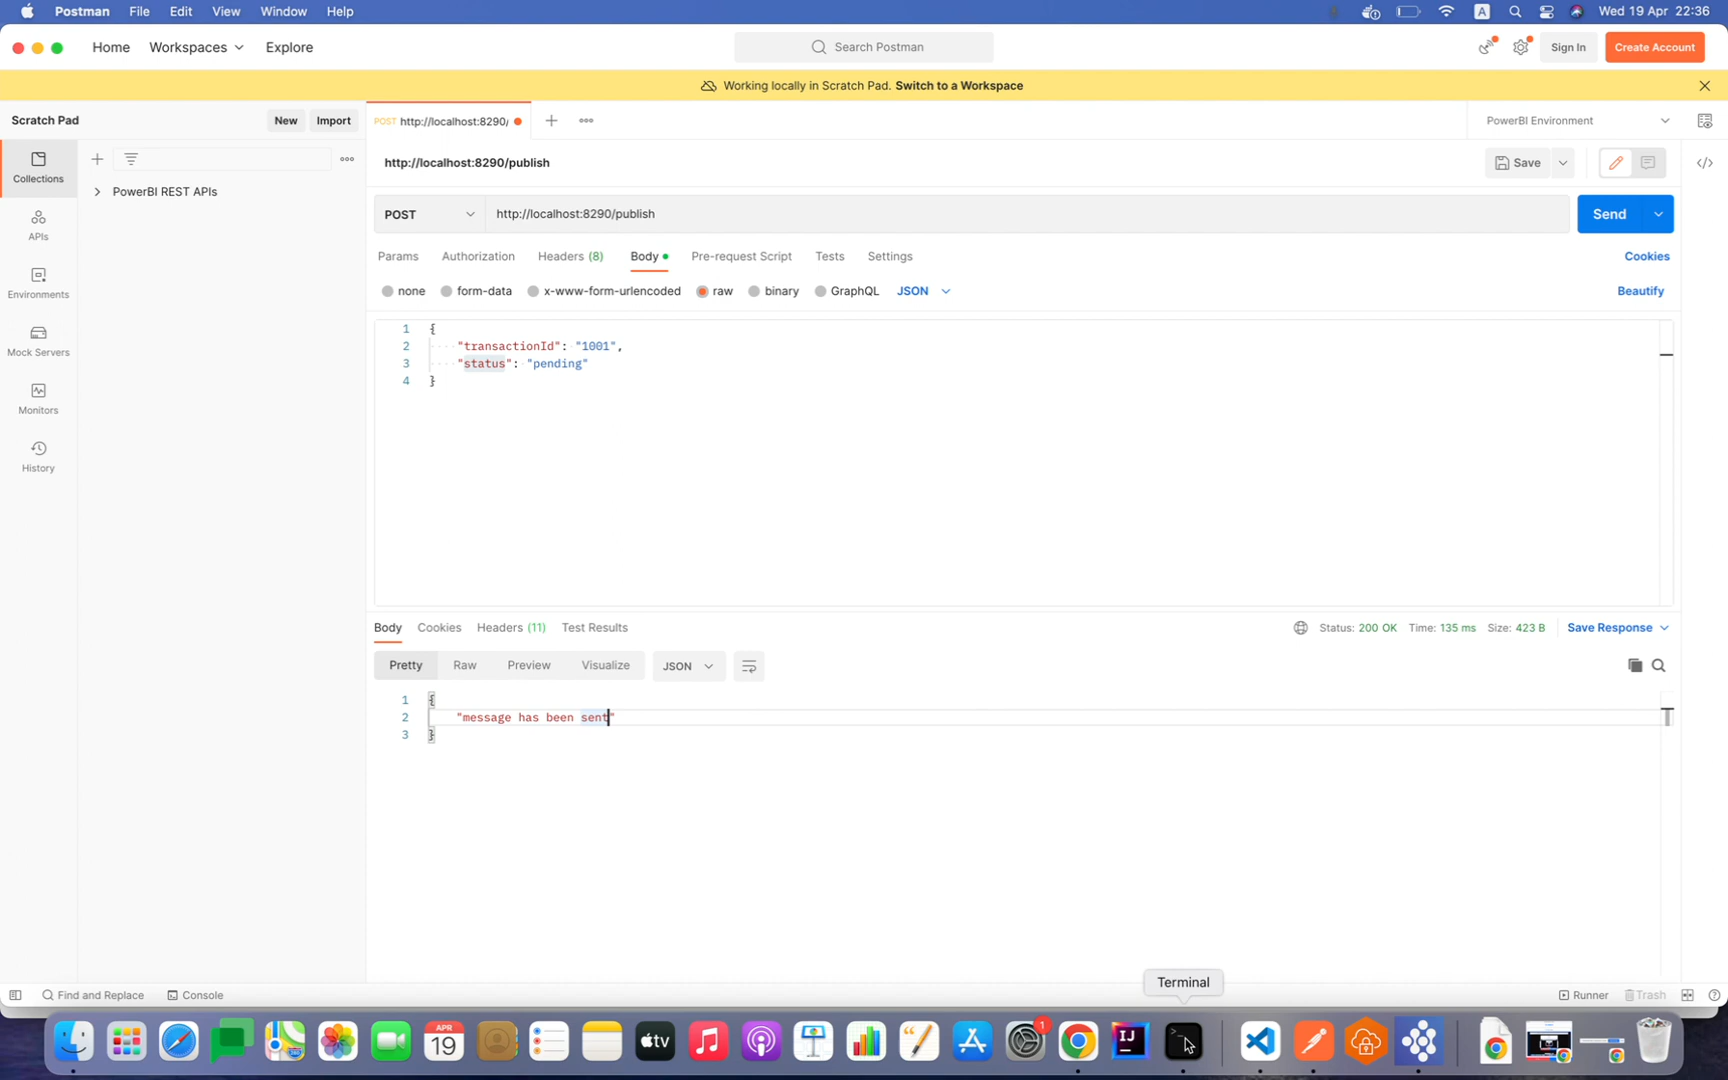 Postman File Edit View Window Help A Wed 19 Apr 22:36
Home Workspaces Explore Search Postman Sign In Create Account
Working locally in Scratch Pad. Switch to a Workspace
Scratch Pad New Import POST http://localhost:8290/ PowerBI Environment
Collections
PowerBI REST APIs
APIs
Environments
Mock Servers
Monitors
History
http://localhost:8290/publish Save
POST http://localhost:8290/publish Send
Params Authorization Headers (8) Body Pre-request Script Tests Settings Cookies
none form-data x-www-form-urlencoded raw binary GraphQL JSON Beautify
1 {
2 "transactionId": "1001",
3 "status": "pending"
4 }
Body Cookies Headers (11) Test Results Status: 200 OK Time: 135 ms Size: 423 B Save Response
Pretty Raw Preview Visualize JSON
1 {
2 "message has been sent"
3 }
Terminal
Find and Replace Console Runner Trash
APR
19
tv
1
IJ